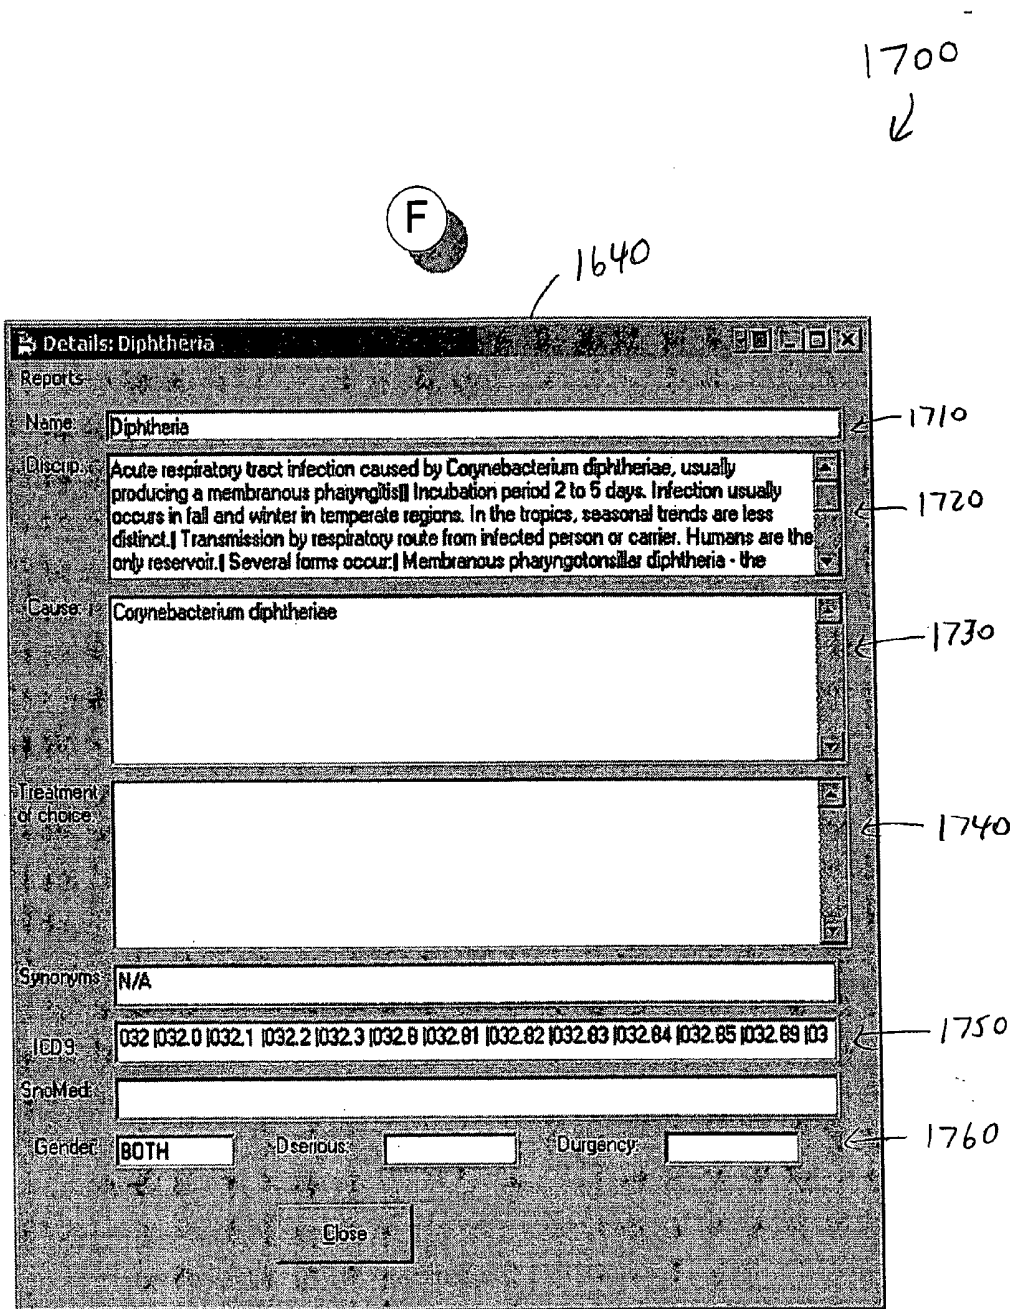 1700
F
1640
Details: Diphtheria
Reports
Name: Diphtheria 1710
Discrip. Acute respiratory tract infection caused by Corynebacterium diphtheriae, usually
producing a membranous pharyngitis|| Incubation period 2 to 5 days. Infection usually
occurs in fall and winter in temperate regions. In the tropics, seasonal trends are less
distinct.| Transmission by respiratory route from infected person or carrier. Humans are the
only reservoir.| Several forms occur:| Membranous pharyngotonsillar diphtheria - the
1720
Cause: Corynebacterium diphtheriae
1730
Treatment
of choice:
1740
Synonyms: N/A
ICD9: 032 |032.0 |032.1 |032.2 |032.3 |032.8 |032.81 |032.82 |032.83 |032.84 |032.85 |032.89 |03 1750
SnoMed:
Gender: BOTH Dserious: Durgency: 1760
Close